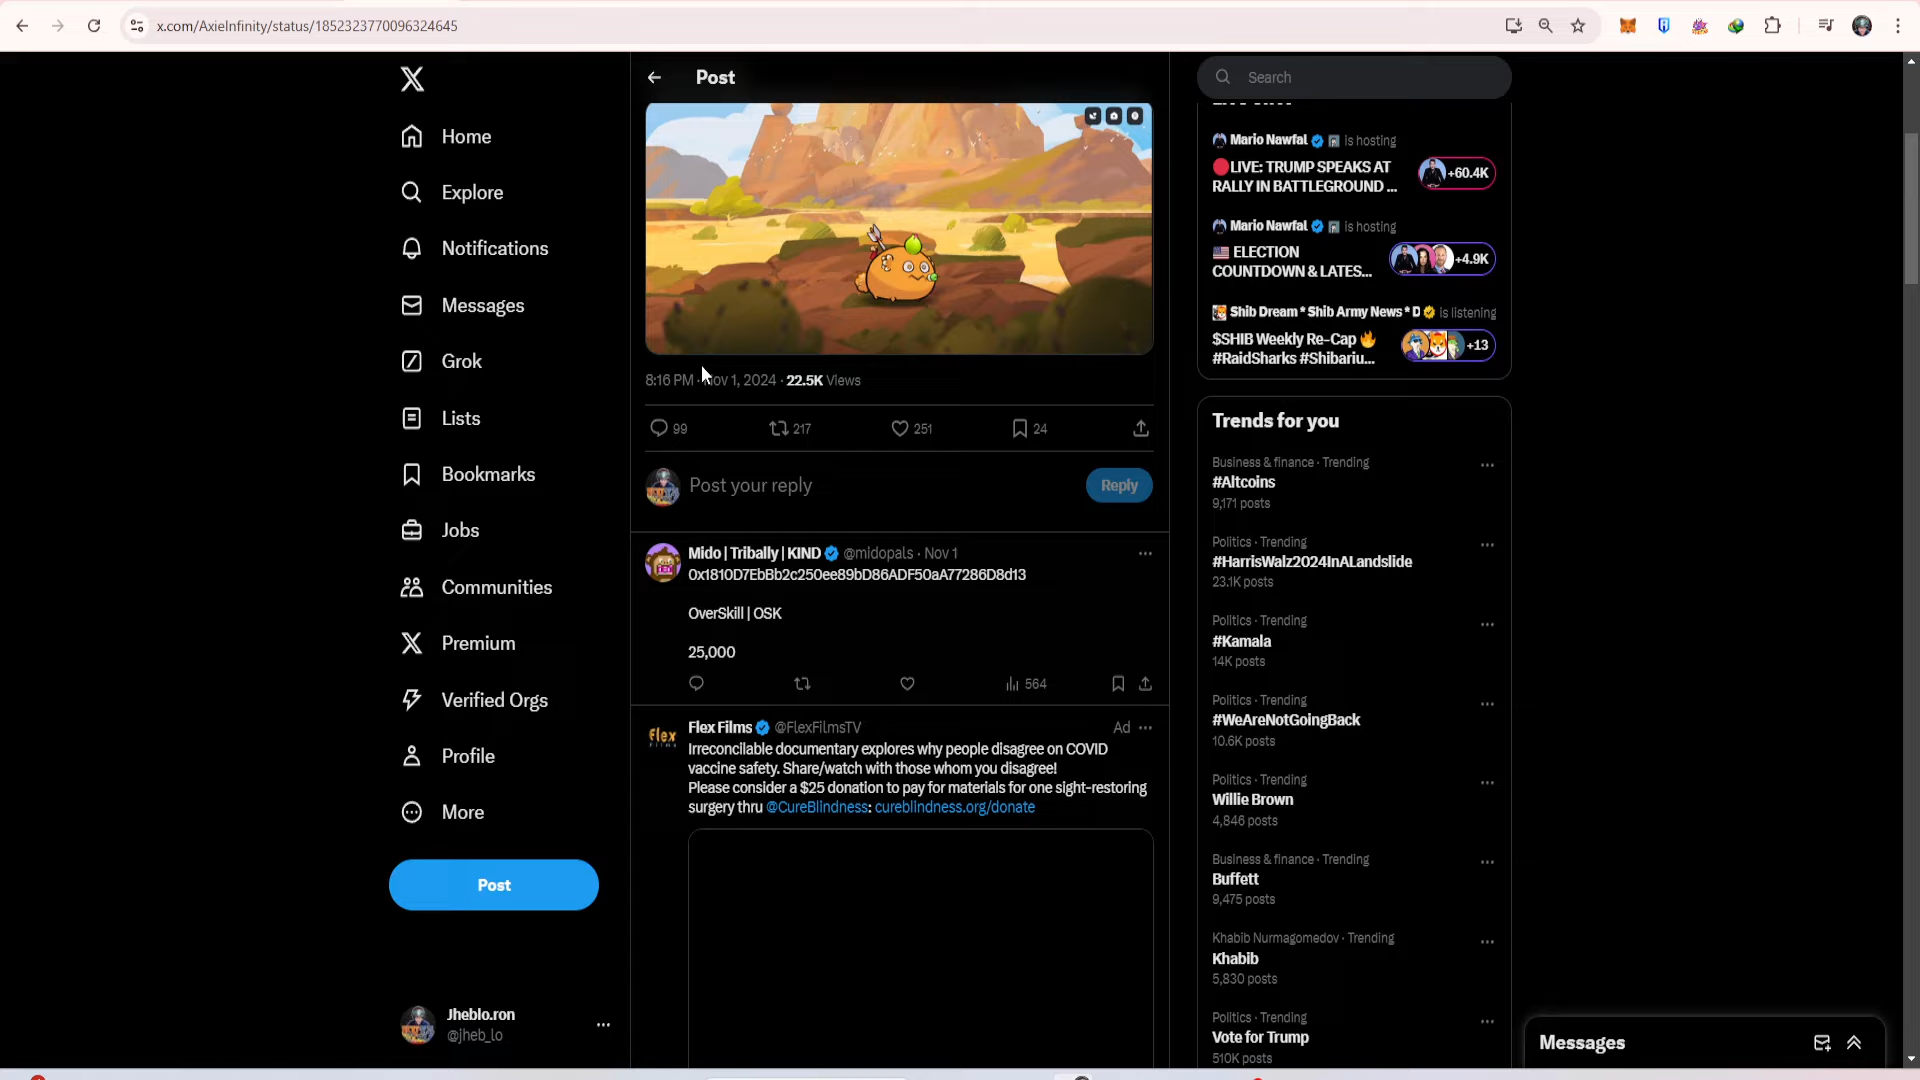 x.com/AxieInfinity/status/1852323770096324645
Home
Explore
Notifications
Messages
Grok
Lists
Bookmarks
Jobs
Communities
Premium
Verified Orgs
Profile
More
Post
Jheblo.ron
@jheb_lo
Post
8:16 PM · Nov 1, 2024 · 22.5K Views
99 217 251 24
Post your reply
Reply
Mido | Tribally | KIND @midopals · Nov 1
0x1810D7EbBb2c250ee89bD86ADF50aA77286D8d13
OverSkill | OSK
25,000
564
Flex
Films
Flex Films @FlexFilmsTV Ad
Irreconcilable documentary explores why people disagree on COVID
vaccine safety. Share/watch with those whom you disagree!
Please consider a $25 donation to pay for materials for one sight-restoring
surgery thru @CureBlindness: cureblindness.org/donate
Search
Mario Nawfal is hosting
LIVE: TRUMP SPEAKS AT
RALLY IN BATTLEGROUND ...
+60.4K
Mario Nawfal is hosting
ELECTION
COUNTDOWN & LATES...
+4.9K
Shib Dream * Shib Army News * D is listening
$SHIB Weekly Re-Cap 🔥
#RaidSharks #Shibariu...
+13
Trends for you
Business & finance · Trending
#Altcoins
9,171 posts
Politics · Trending
#HarrisWalz2024InALandslide
23.1K posts
Politics · Trending
#Kamala
14K posts
Politics · Trending
#WeAreNotGoingBack
10.6K posts
Politics · Trending
Willie Brown
4,846 posts
Business & finance · Trending
Buffett
9,475 posts
Khabib Nurmagomedov · Trending
Khabib
5,830 posts
Politics · Trending
Vote for Trump
510K posts
Messages